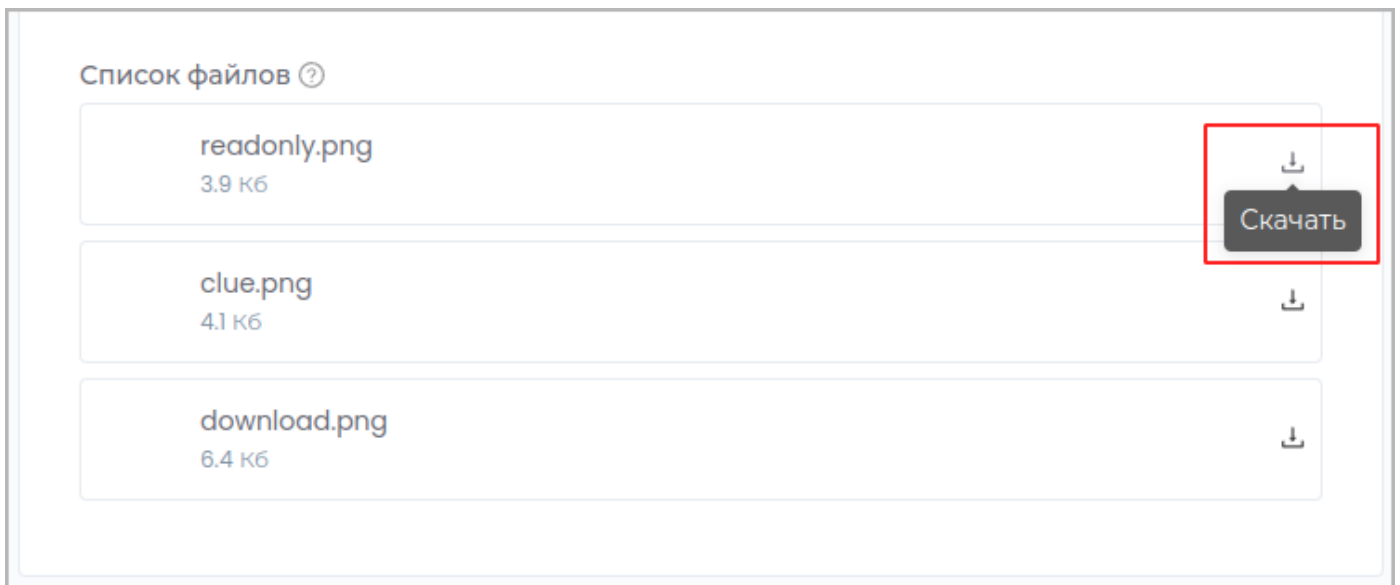 Список файлов ?
readonly.png
3.9 Кб
Скачать
clue.png
4.1 Кб
download.png
6.4 Кб